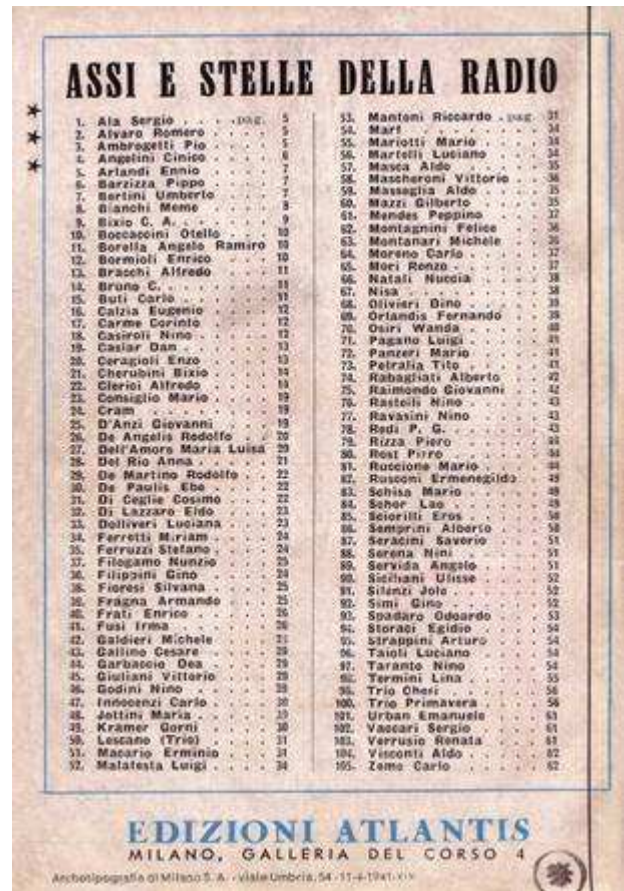 ASSI E STELLE DELLA RADIO
1. Ala Sergio . . . . pag. 5
2. Alvaro Romero . . . . 5
3. Ambrogetti Pio . . . . 5
4. Angelini Cinico . . . . 6
5. Arlandi Ennio . . . . 7
6. Barzizza Pippo . . . . 7
7. Bertini Umberto . . . . 7
8. Bianchi Meme . . . . 8
9. Bixio C. A. . . . . 9
10. Boccaccini Otello . . . 10
11. Borella Angelo Ramiro 10
12. Bormioli Enrico . . . . 10
13. Bracchi Alfredo . . . . 11
14. Bruno C. . . . . 11
15. Buti Carlo . . . . 11
16. Calzia Eugenio . . . . 12
17. Carme Corinto . . . . 12
18. Casiroli Nino . . . . 12
19. Caslar Dan . . . . 13
20. Ceragioli Enzo . . . . 13
21. Cherubini Bixio . . . . 14
22. Clerici Alfredo . . . . 14
23. Consiglio Mario . . . . 19
24. Cram . . . . 19
25. D'Anzi Giovanni . . . . 19
26. De Angelis Rodolfo . . 20
27. Dell'Amore Maria Luisa 20
28. Del Rio Anna . . . . 21
29. De Martino Rodolfo . . 22
30. De Paulis Ebe . . . . 22
31. Di Ceglie Cosimo . . . 22
32. Di Lazzaro Eldo . . . . 23
33. Dolliveri Luciana . . . 23
34. Ferretti Miriam . . . . 24
35. Ferruzzi Stefano . . . . 24
37. Filogamo Nunzio . . . . 25
36. Filippini Gino . . . . 24
38. Fioresi Silvana . . . . 25
39. Fragna Armando . . . . 25
40. Frati Enrico . . . . 26
41. Fusi Irma . . . . 26
42. Galdieri Michele . . . .
43. Gallino Cesare . . . .
44. Garbaccio Dea . . . . 29
45. Giuliani Vittorio . . . . 29
46. Godini Nino . . . .
47. Innocenzi Carlo . . . . 30
48. Jottini Maria . . . .
49. Kramer Gorni . . . . 30
50. Lescano (Trio) . . . . 31
51. Macario Erminio . . . . 31
52. Malatesta Luigi . . . . 34
53. Mantoni Riccardo . pag. 31
54. Marf . . . . 34
55. Mariotti Mario . . . . 34
56. Martelli Luciano . . . . 34
57. Masca Aldo . . . . 35
58. Mascheroni Vittorio . . 36
59. Masseglia Aldo . . . . 35
60. Mazzi Gilberto . . . . 35
61. Mendes Peppino . . . . 37
62. Montagnini Felice . . . 36
63. Montanari Michele . . . 36
64. Moreno Carlo . . . . 37
65. Mori Renzo . . . . 37
66. Natali Nuccia . . . . 38
67. Nisa . . . . 38
68. Olivieri Dino . . . . 39
69. Orlandis Fernando . . . 39
70. Osiri Wanda . . . . 40
71. Pagano Luigi . . . . 41
72. Panzeri Mario . . . . 41
73. Petralia Tito . . . . 41
74. Rabagliati Alberto . . . 42
75. Raimondo Giovanni . . . 42
76. Rastelli Nino . . . . 43
77. Ravasini Nino . . . . 43
78. Redi P. G. . . . . 43
79. Rizza Piero . . . . 44
80. Rost Pirro . . . . 44
81. Ruccione Mario . . . . 44
82. Rusconi Ermenegildo 49
83. Schisa Mario . . . . 49
84. Schor Lao . . . . 49
85. Sciorilli Eros . . . . 50
86. Semprini Alberto . . . . 50
87. Seracini Saverio . . . . 51
88. Serena Nini . . . . 51
89. Servida Angelo . . . . 51
90. Siciliani Ulisse . . . . 52
91. Silenzi Jole . . . . 52
92. Simi Gino . . . . 52
93. Spadaro Odoardo . . . . 53
94. Storaci Egidio . . . . 54
95. Strappini Arturo . . . . 54
96. Taioli Luciano . . . . 54
97. Taranto Nino . . . . 54
98. Termini Lina . . . . 55
99. Trio Chesi . . . . 56
100. Trio Primavera . . . . 56
101. Urban Emanuele . . . . 61
102. Vaccari Sergio . . . . 61
103. Verrusio Renata . . . . 61
104. Visconti Aldo . . . . 62
105. Zeme Carlo . . . . 62
EDIZIONI ATLANTIS
MILANO, GALLERIA DEL CORSO 4
Archetipografia di Milano S. A. - viale Umbria, 54 - 11-4-1941-XIX